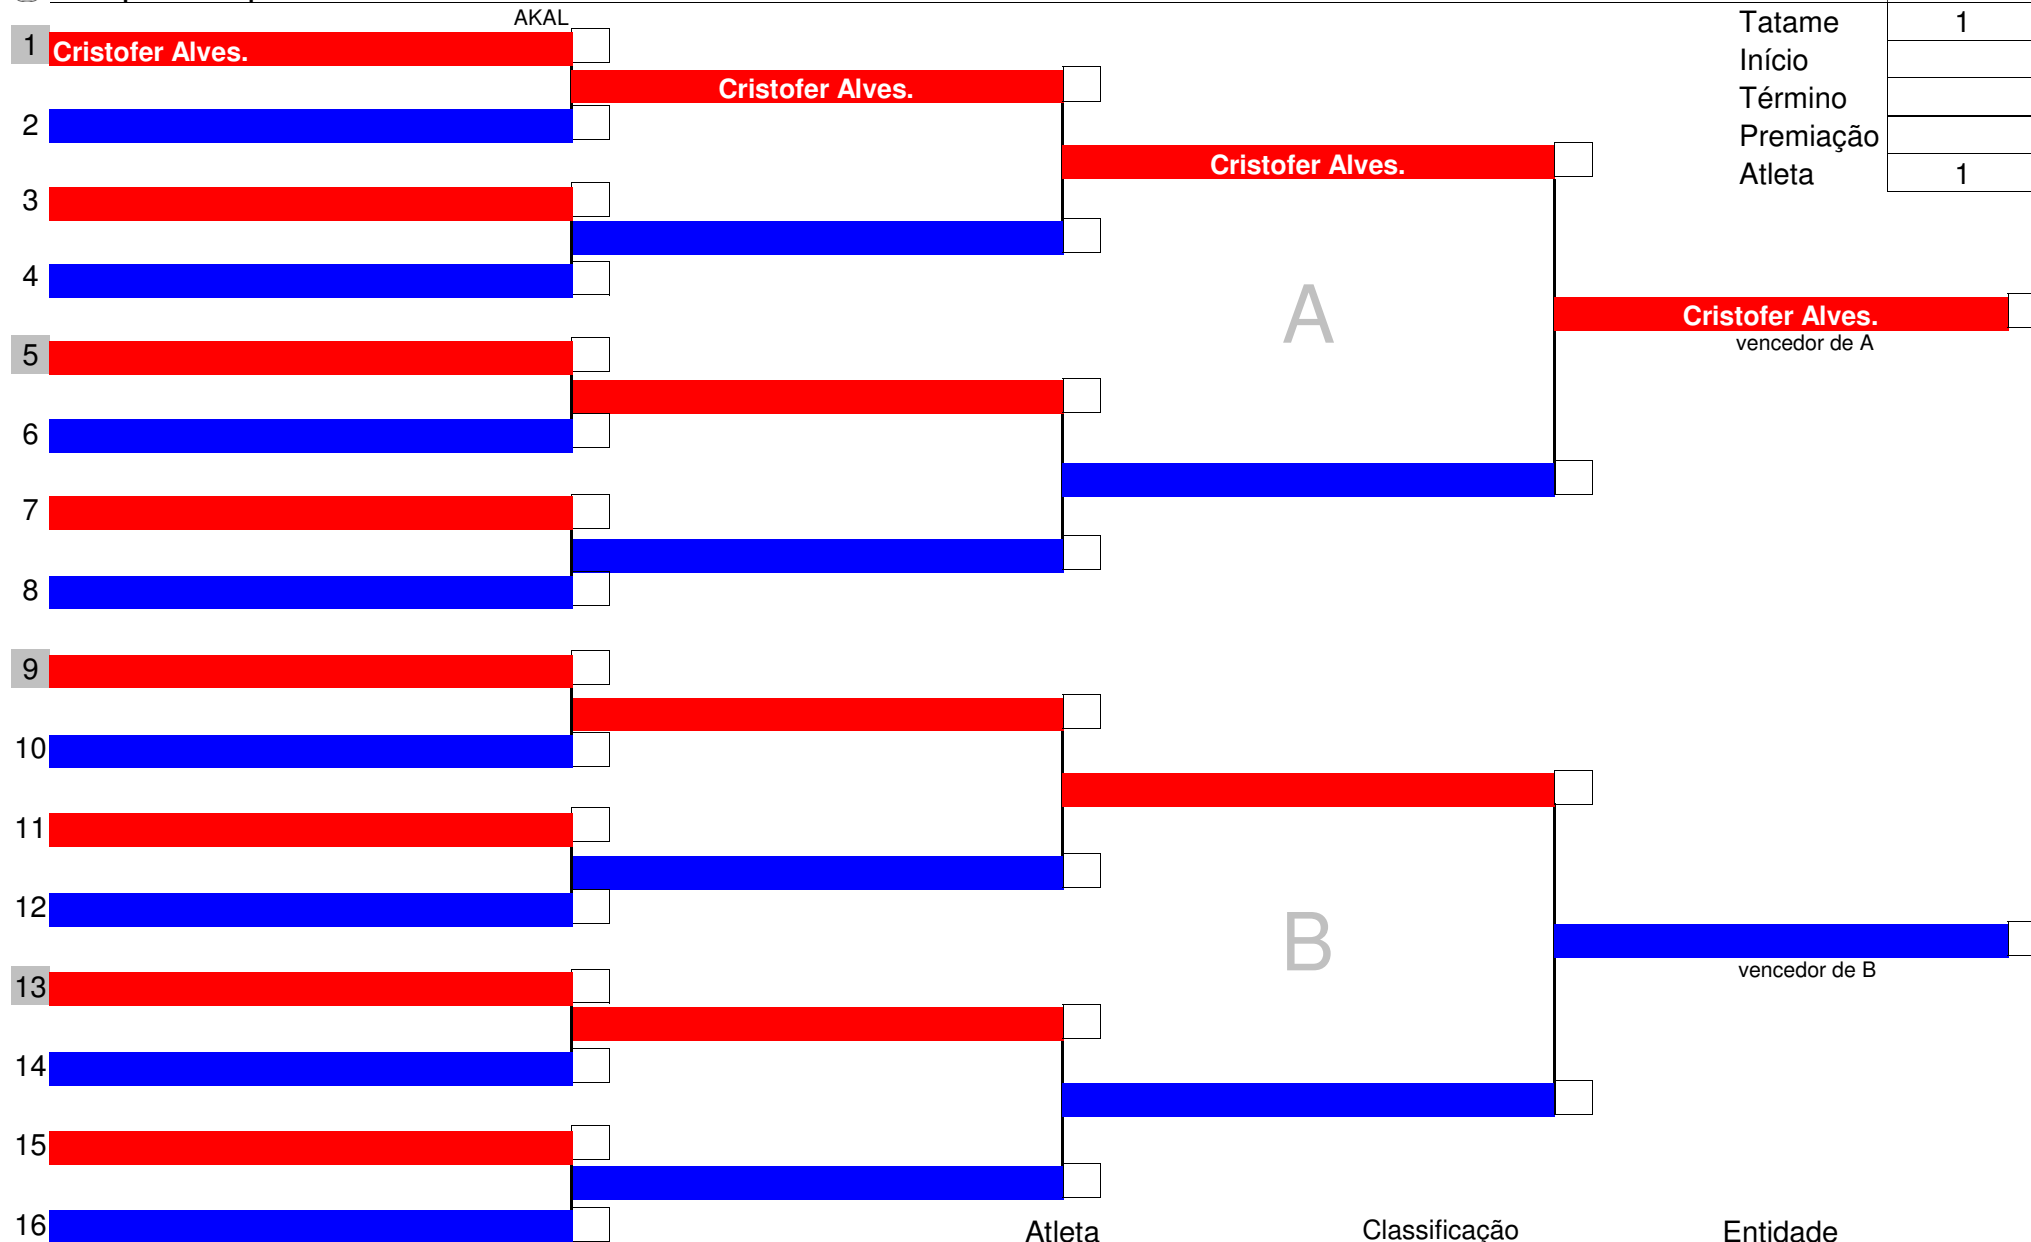 AKAL
Tatame 1
1 Cristofer Alves.
Início
Cristofer Alves.
Término
2
Premiação
Cristofer Alves.
Atleta 1
3
4
A
Cristofer Alves.
vencedor de A
5
6
7
8
9
10
11
12
B
vencedor de B
13
14
15
16
Atleta Classificação Entidade